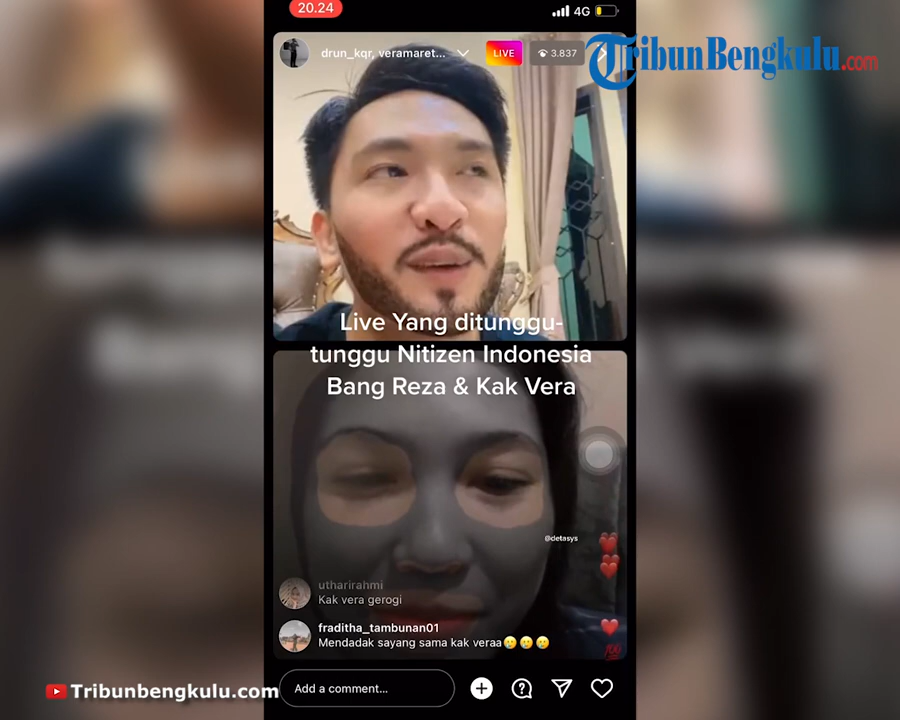 20.24
4G
drun_kqr, veramaret...
LIVE
3.837
TribunBengkulu.com
Live Yang ditunggu-
tunggu Nitizen Indonesia
Bang Reza & Kak Vera
@detasys
utharirahmi
Kak vera gerogi
fraditha_tambunan01
Mendadak sayang sama kak veraa🥲🥲🥲
💯
Tribunbengkulu.com
Add a comment...